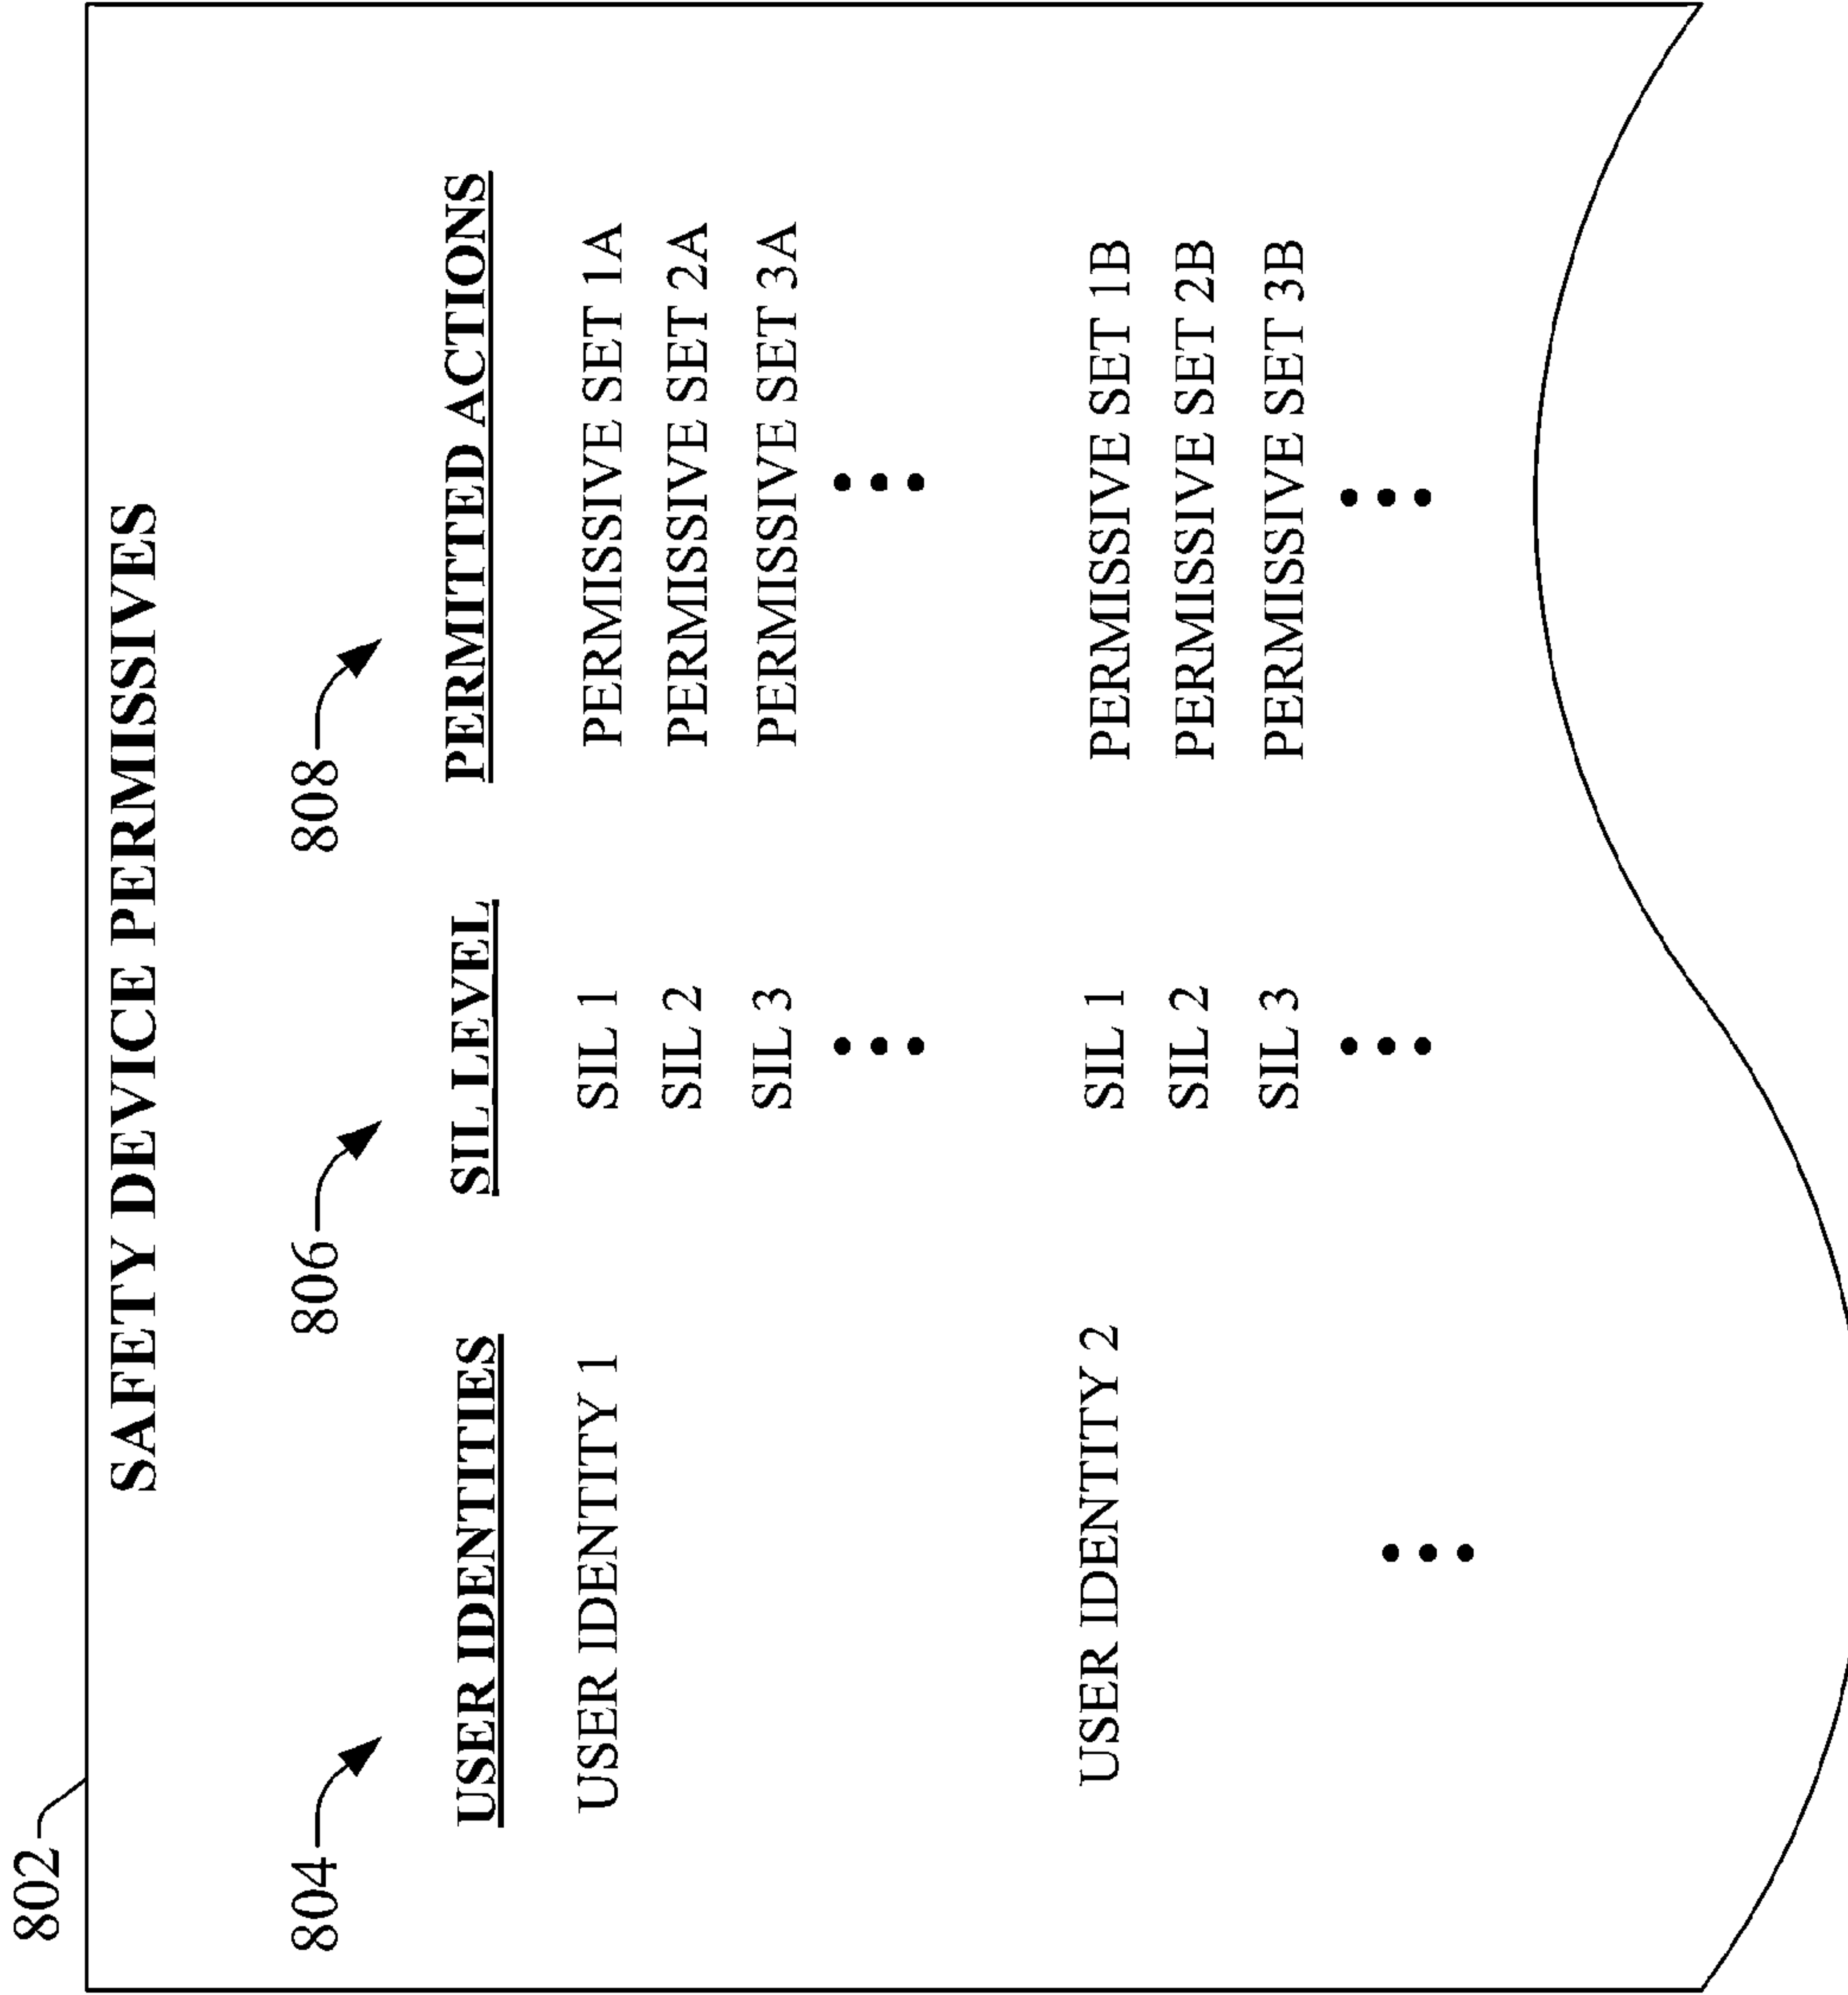 802
SAFETY DEVICE PERMISSIVES
804 806 808
USER IDENTITIES SIL LEVEL PERMITTED ACTIONS
USER IDENTITY 1 SIL 1 PERMISSIVE SET 1A
SIL 2 PERMISSIVE SET 2A
SIL 3 PERMISSIVE SET 3A
USER IDENTITY 2 SIL 1 PERMISSIVE SET 1B
SIL 2 PERMISSIVE SET 2B
SIL 3 PERMISSIVE SET 3B